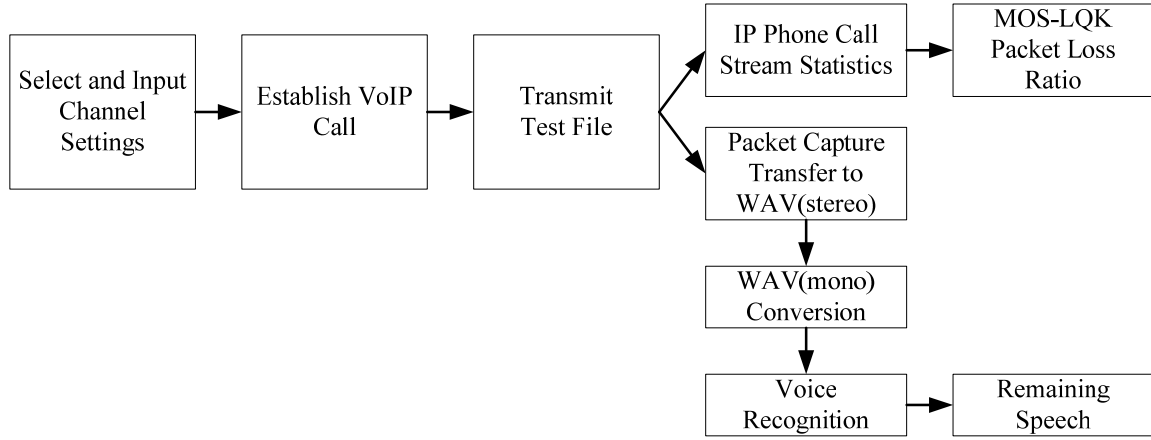 Select and Input
Channel
Settings
Establish VoIP
Call
Transmit
Test File
IP Phone Call
Stream Statistics
MOS-LQK
Packet Loss
Ratio
Packet Capture
Transfer to
WAV(stereo)
WAV(mono)
Conversion
Voice
Recognition
Remaining
Speech